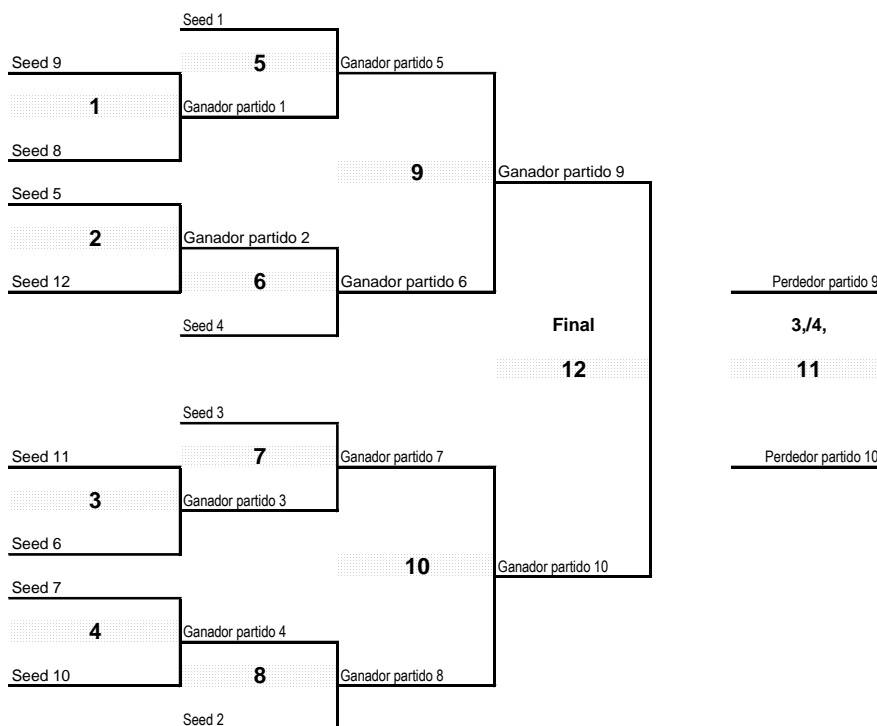 Seed 1
Seed 9
5
Ganador partido 5
1
Ganador partido 1
Seed 8
9
Ganador partido 9
Seed 5
2
Ganador partido 2
Seed 12
6
Ganador partido 6
Perdedor partido 9
Seed 4
Final
3,/4,
12
11
Seed 3
Seed 11
7
Ganador partido 7
Perdedor partido 10
3
Ganador partido 3
Seed 6
10
Ganador partido 10
Seed 7
4
Ganador partido 4
Seed 10
8
Ganador partido 8
Seed 2